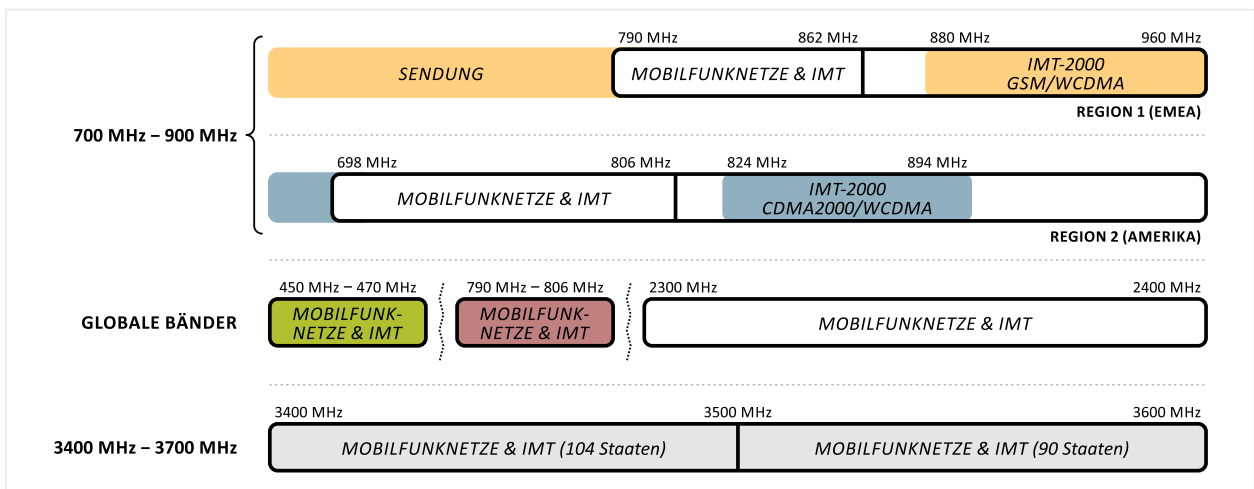 790 MHz 862 MHz 880 MHz 960 MHz
SENDUNG
MOBILFUNKNETZE & IMT
IMT-2000
GSM/WCDMA
REGION 1 (EMEA)
700 MHz – 900 MHz
698 MHz 806 MHz 824 MHz 894 MHz
MOBILFUNKNETZE & IMT
IMT-2000
CDMA2000/WCDMA
REGION 2 (AMERIKA)
GLOBALE BÄNDER
450 MHz – 470 MHz 790 MHz – 806 MHz 2300 MHz 2400 MHz
MOBILFUNK-
NETZE & IMT
MOBILFUNK-
NETZE & IMT
MOBILFUNKNETZE & IMT
3400 MHz – 3700 MHz
3400 MHz 3500 MHz 3600 MHz
MOBILFUNKNETZE & IMT (104 Staaten)
MOBILFUNKNETZE & IMT (90 Staaten)